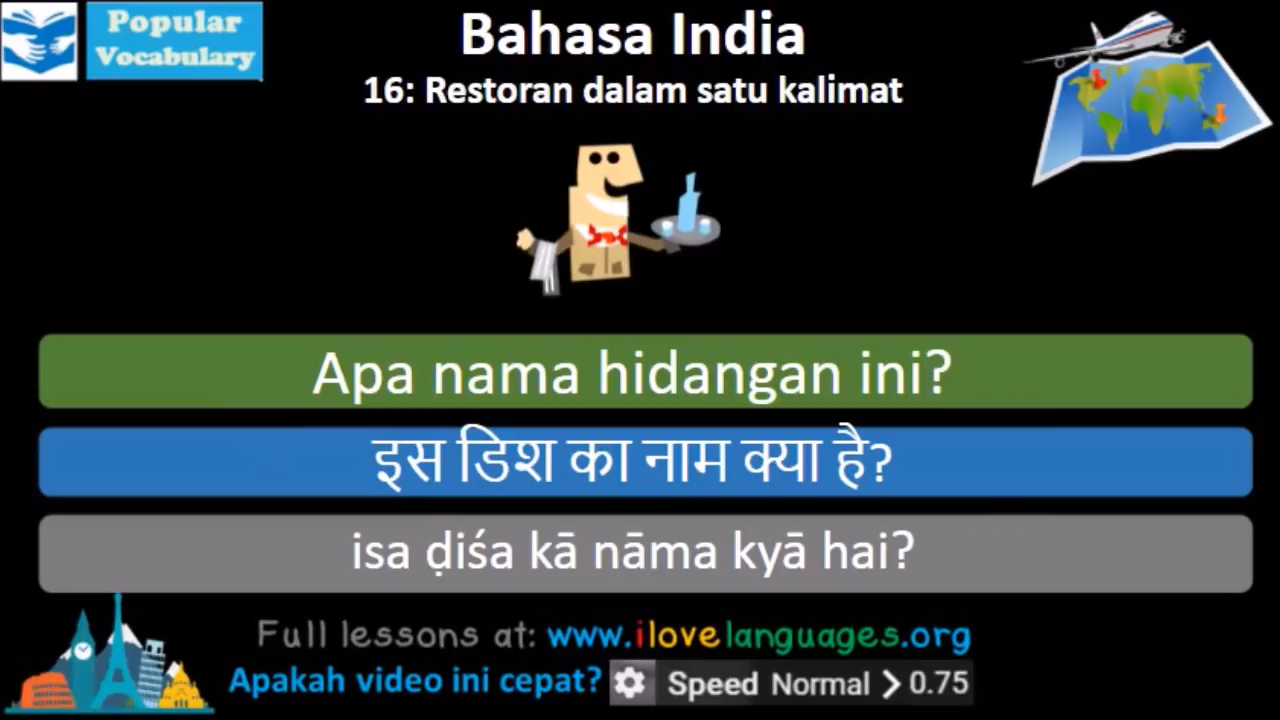 Popular
Vocabulary
Bahasa India
16: Restoran dalam satu kalimat
Apa nama hidangan ini?
इस डिश का नाम क्या है?
isa ḍiśa kā nāma kyā hai?
Full lessons at: www.ilovelanguages.org
Apakah video ini cepat? Speed Normal > 0.75